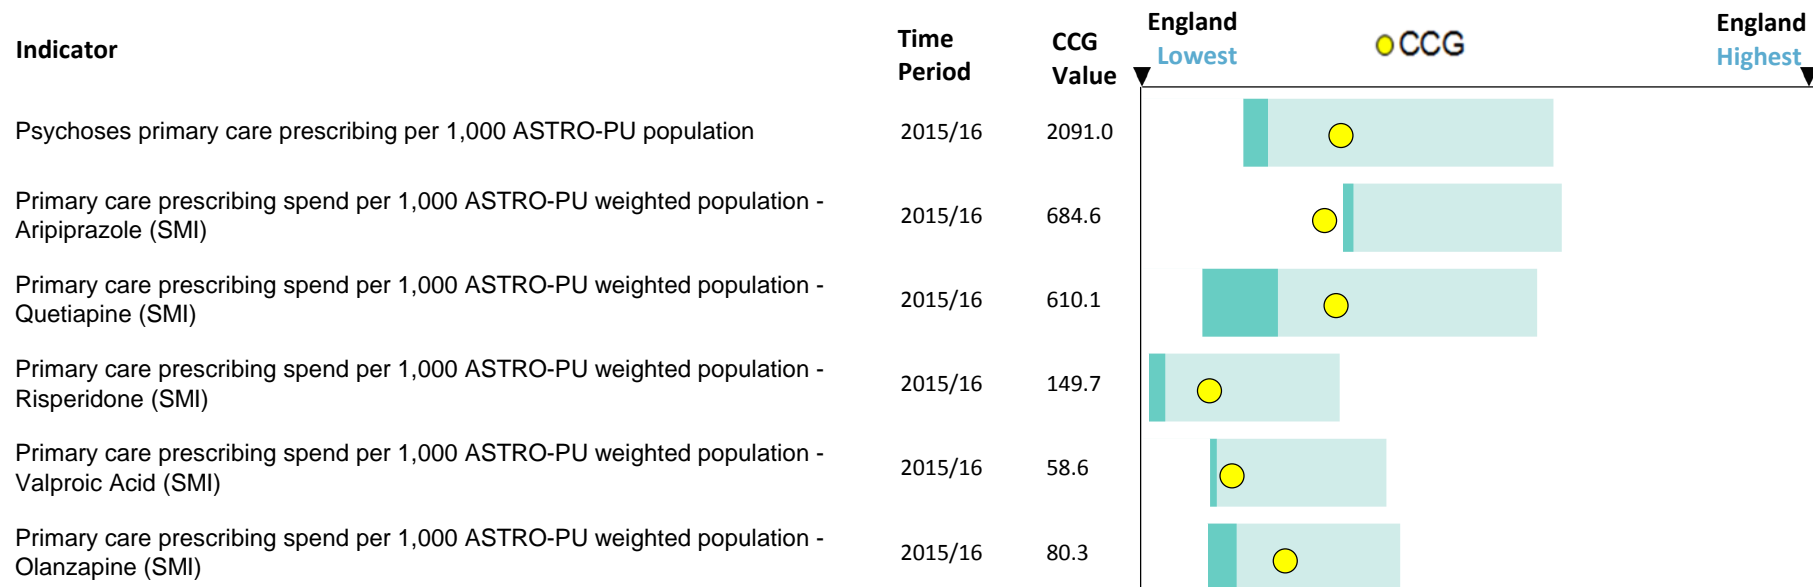 Indicator
Time
Period
CCG
Value
England
Lowest
CCG
England
Highest
Psychoses primary care prescribing per 1,000 ASTRO-PU population
2015/16
2091.0
Primary care prescribing spend per 1,000 ASTRO-PU weighted population -
Aripiprazole (SMI)
2015/16
684.6
Primary care prescribing spend per 1,000 ASTRO-PU weighted population -
Quetiapine (SMI)
2015/16
610.1
Primary care prescribing spend per 1,000 ASTRO-PU weighted population -
Risperidone (SMI)
2015/16
149.7
Primary care prescribing spend per 1,000 ASTRO-PU weighted population -
Valproic Acid (SMI)
2015/16
58.6
Primary care prescribing spend per 1,000 ASTRO-PU weighted population -
Olanzapine (SMI)
2015/16
80.3